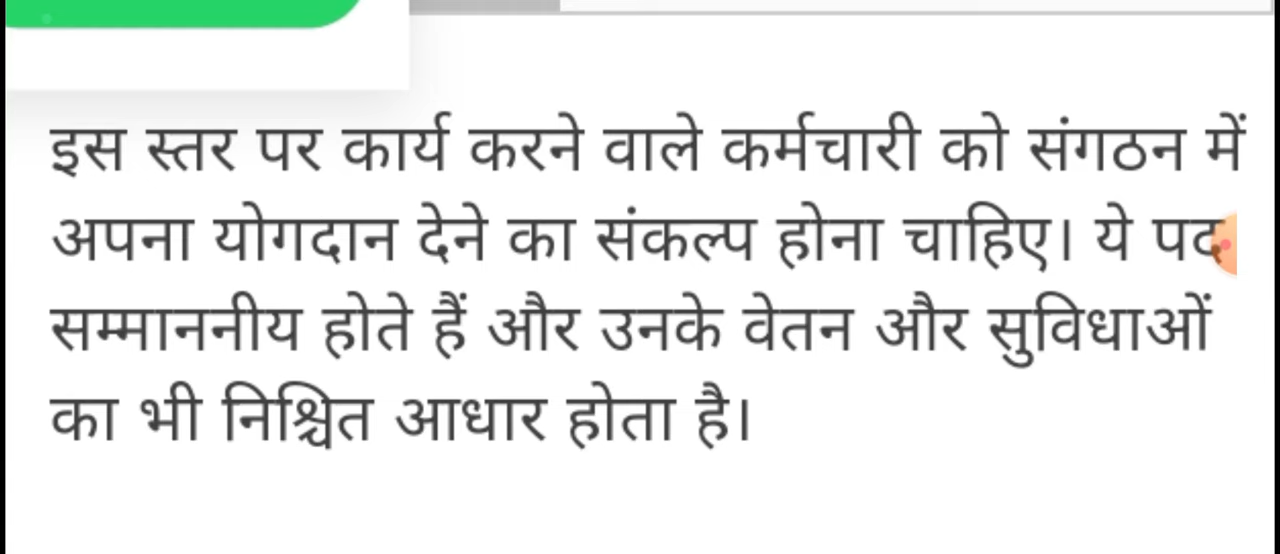 इस स्तर पर कार्य करने वाले कर्मचारी को संगठन में
अपना योगदान देने का संकल्प होना चाहिए। ये पद
सम्माननीय होते हैं और उनके वेतन और सुविधाओं
का भी निश्चित आधार होता है।